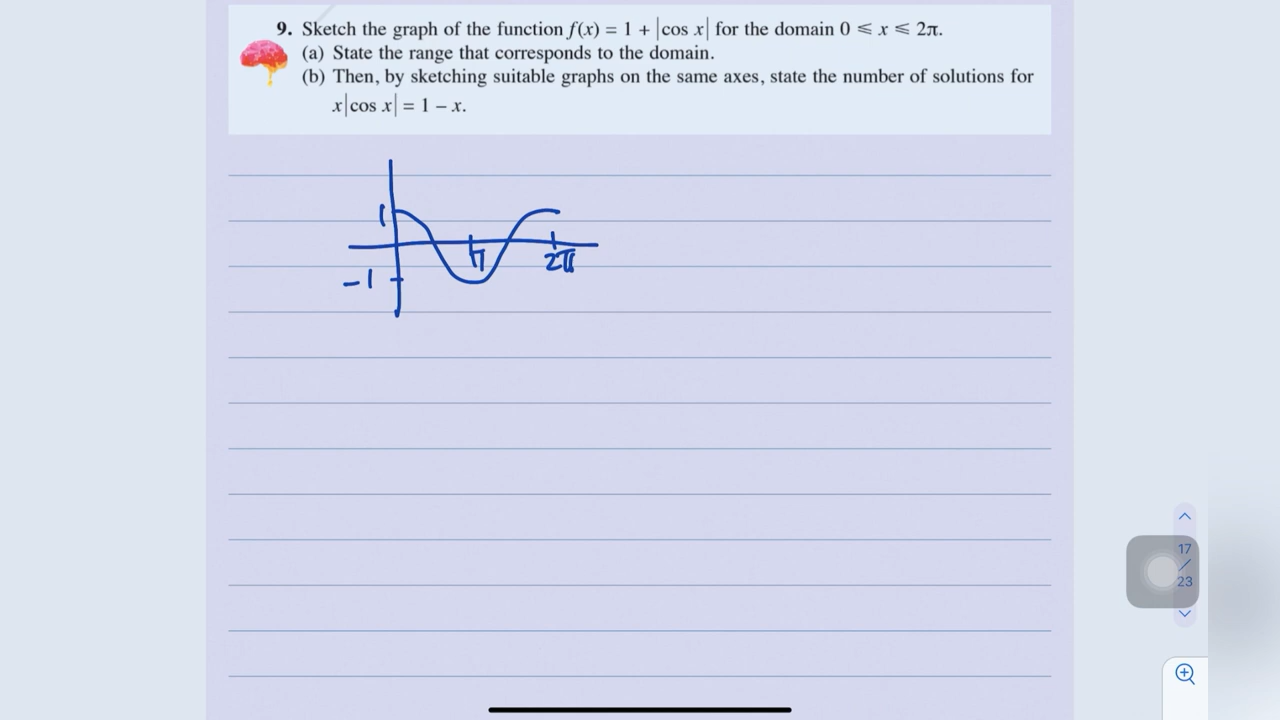 9. Sketch the graph of the function f(x) = 1 + |cos x| for the domain 0 ⩽ x ⩽ 2π.
(a) State the range that corresponds to the domain.
(b) Then, by sketching suitable graphs on the same axes, state the number of solutions for
x|cos x| = 1 – x.
1
π
2π
-1
17
/
23